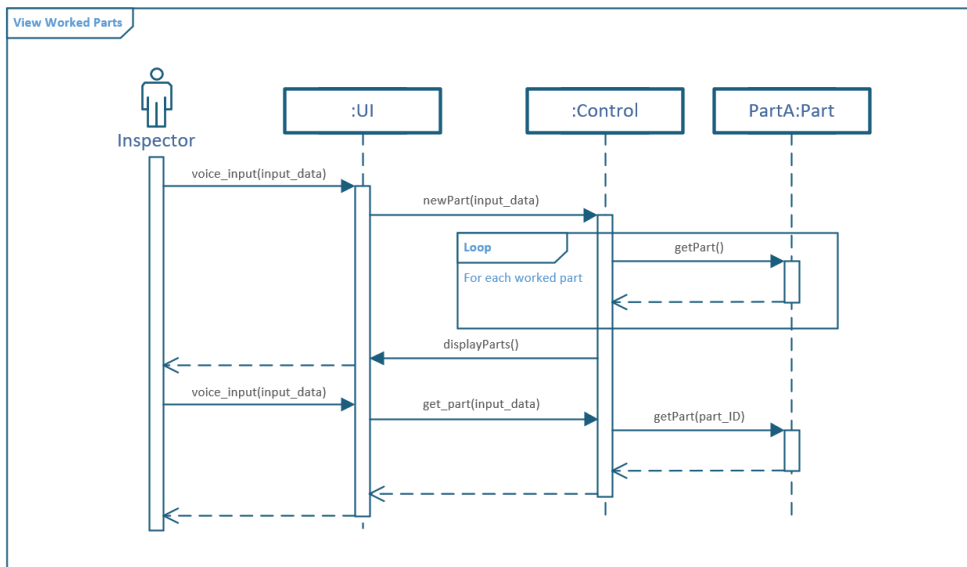 View Worked Parts
:UI
:Control
PartA:Part
Inspector
voice_input(input_data)
newPart(input_data)
Loop
getPart()
For each worked part
displayParts()
voice_input(input_data)
get_part(input_data)
getPart(part_ID)